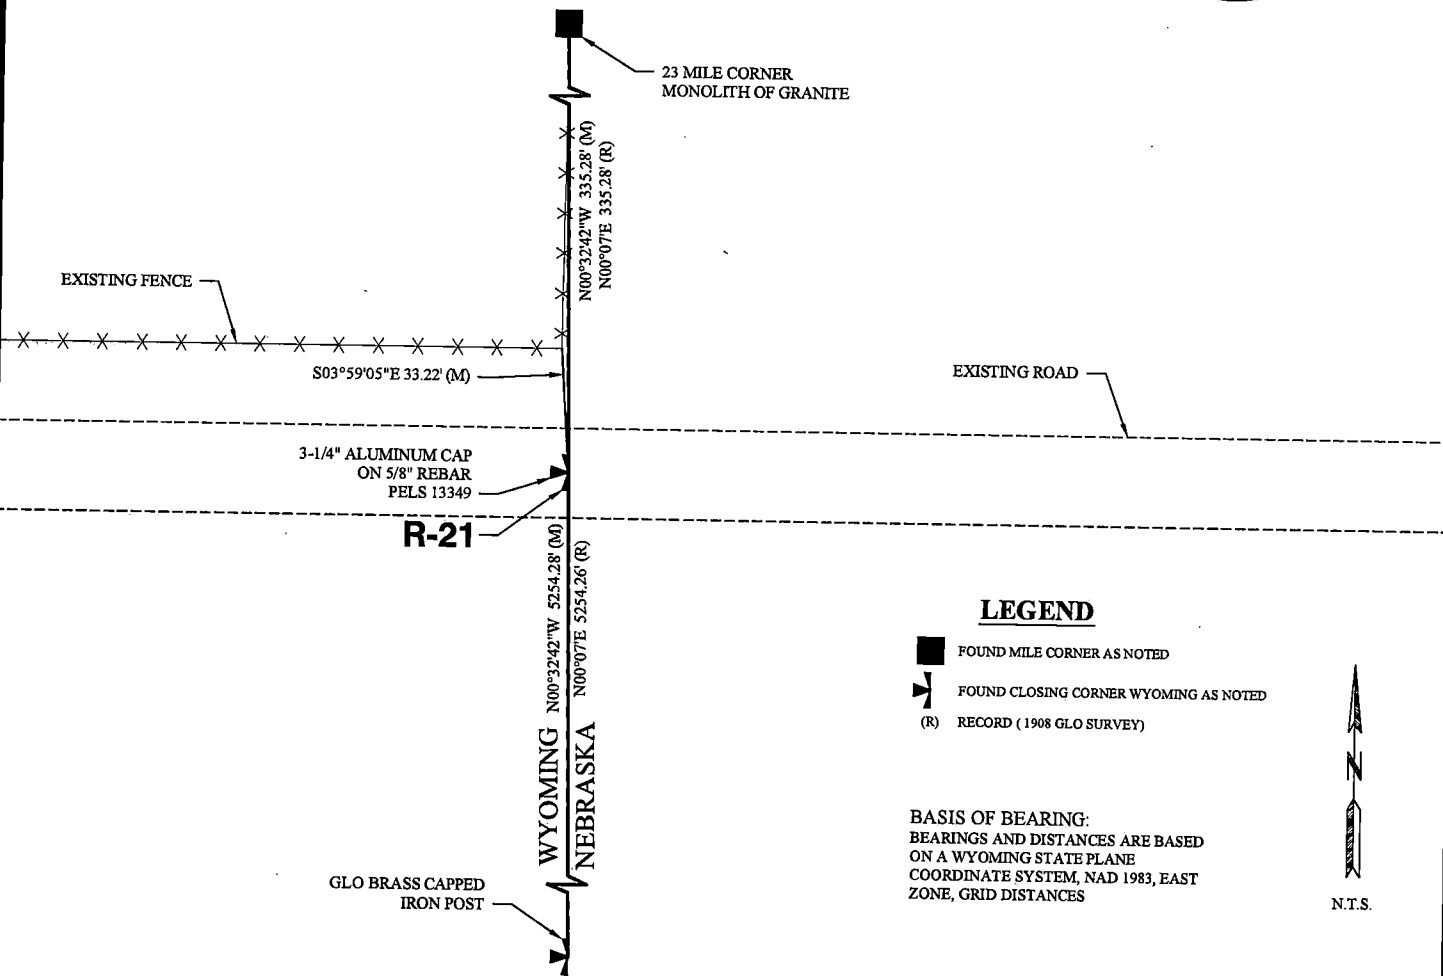 23 MILE CORNER
MONOLITH OF GRANITE
N00°32'42"W 335.28' (M)
N00°07'E 335.28' (R)
EXISTING FENCE
S03°59'05"E 33.22' (M)
EXISTING ROAD
3-1/4" ALUMINUM CAP
ON 5/8" REBAR
PELS 13349
R-21
N00°32'42"W 5254.28' (M)
N00°07'E 5254.26' (R)
WYOMING
NEBRASKA
LEGEND
FOUND MILE CORNER AS NOTED
FOUND CLOSING CORNER WYOMING AS NOTED
(R) RECORD ( 1908 GLO SURVEY)
N
BASIS OF BEARING:
BEARINGS AND DISTANCES ARE BASED
ON A WYOMING STATE PLANE
COORDINATE SYSTEM, NAD 1983, EAST
ZONE, GRID DISTANCES
N.T.S.
GLO BRASS CAPPED
IRON POST